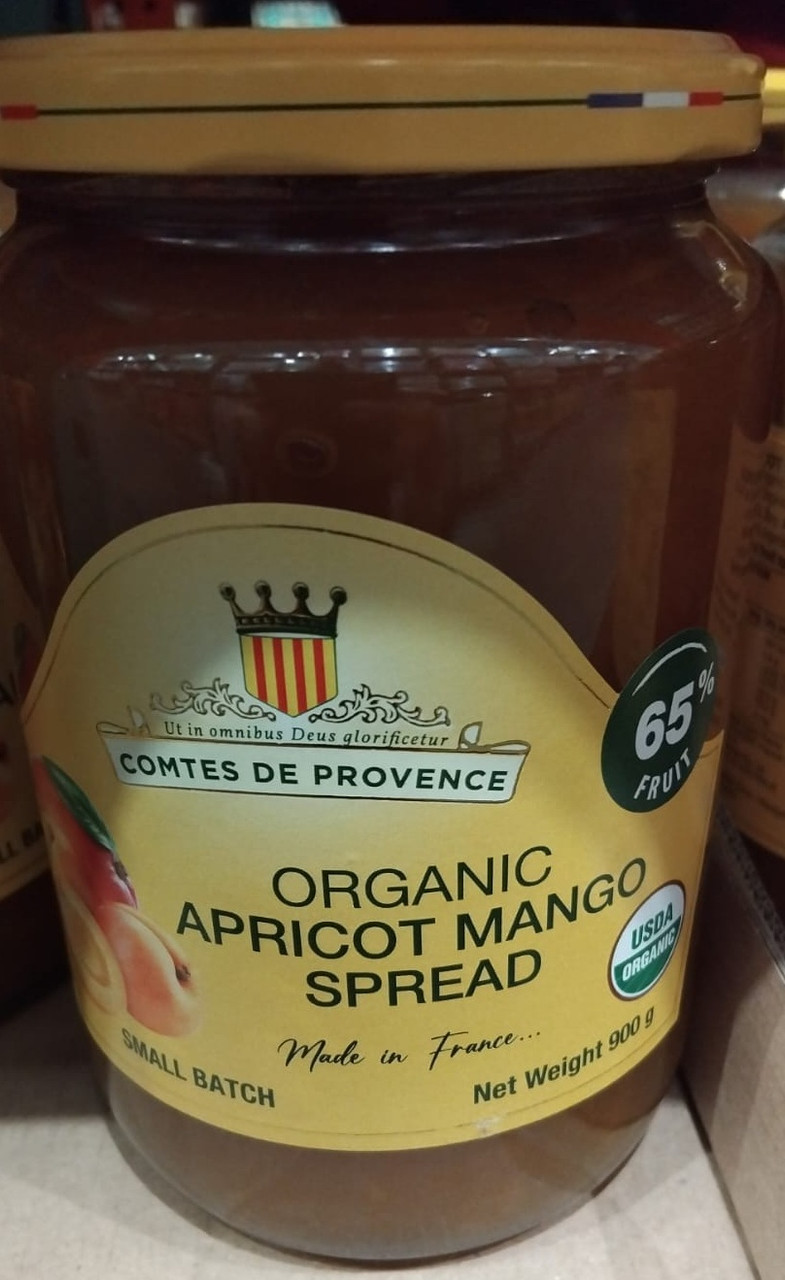 Ut in omnibus Deus glorificetur
COMTES DE PROVENCE
65%
FRUIT
ORGANIC
APRICOT MANGO
SPREAD
USDA
ORGANIC
Made in France...
SMALL BATCH
Net Weight 900 g